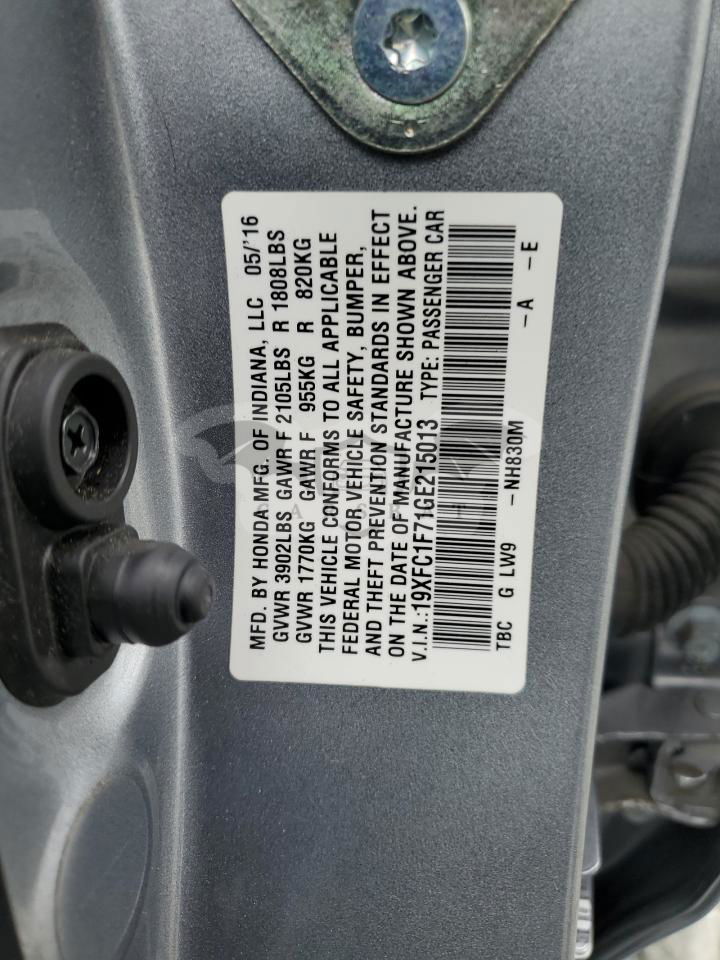 MFD. BY HONDA MFG. OF INDIANA, LLC 05/'16
GVWR 3902LBS GAWR F 2105LBS R 1808LBS
GVWR 1770KG GAWR F 955KG R 820KG
THIS VEHICLE CONFORMS TO ALL APPLICABLE
FEDERAL MOTOR VEHICLE SAFETY, BUMPER,
AND THEFT PREVENTION STANDARDS IN EFFECT
ON THE DATE OF MANUFACTURE SHOWN ABOVE.
V.I.N.:19XFC1F71GE215013 TYPE: PASSENGER CAR
TBC G LW9 -NH830M -A -E